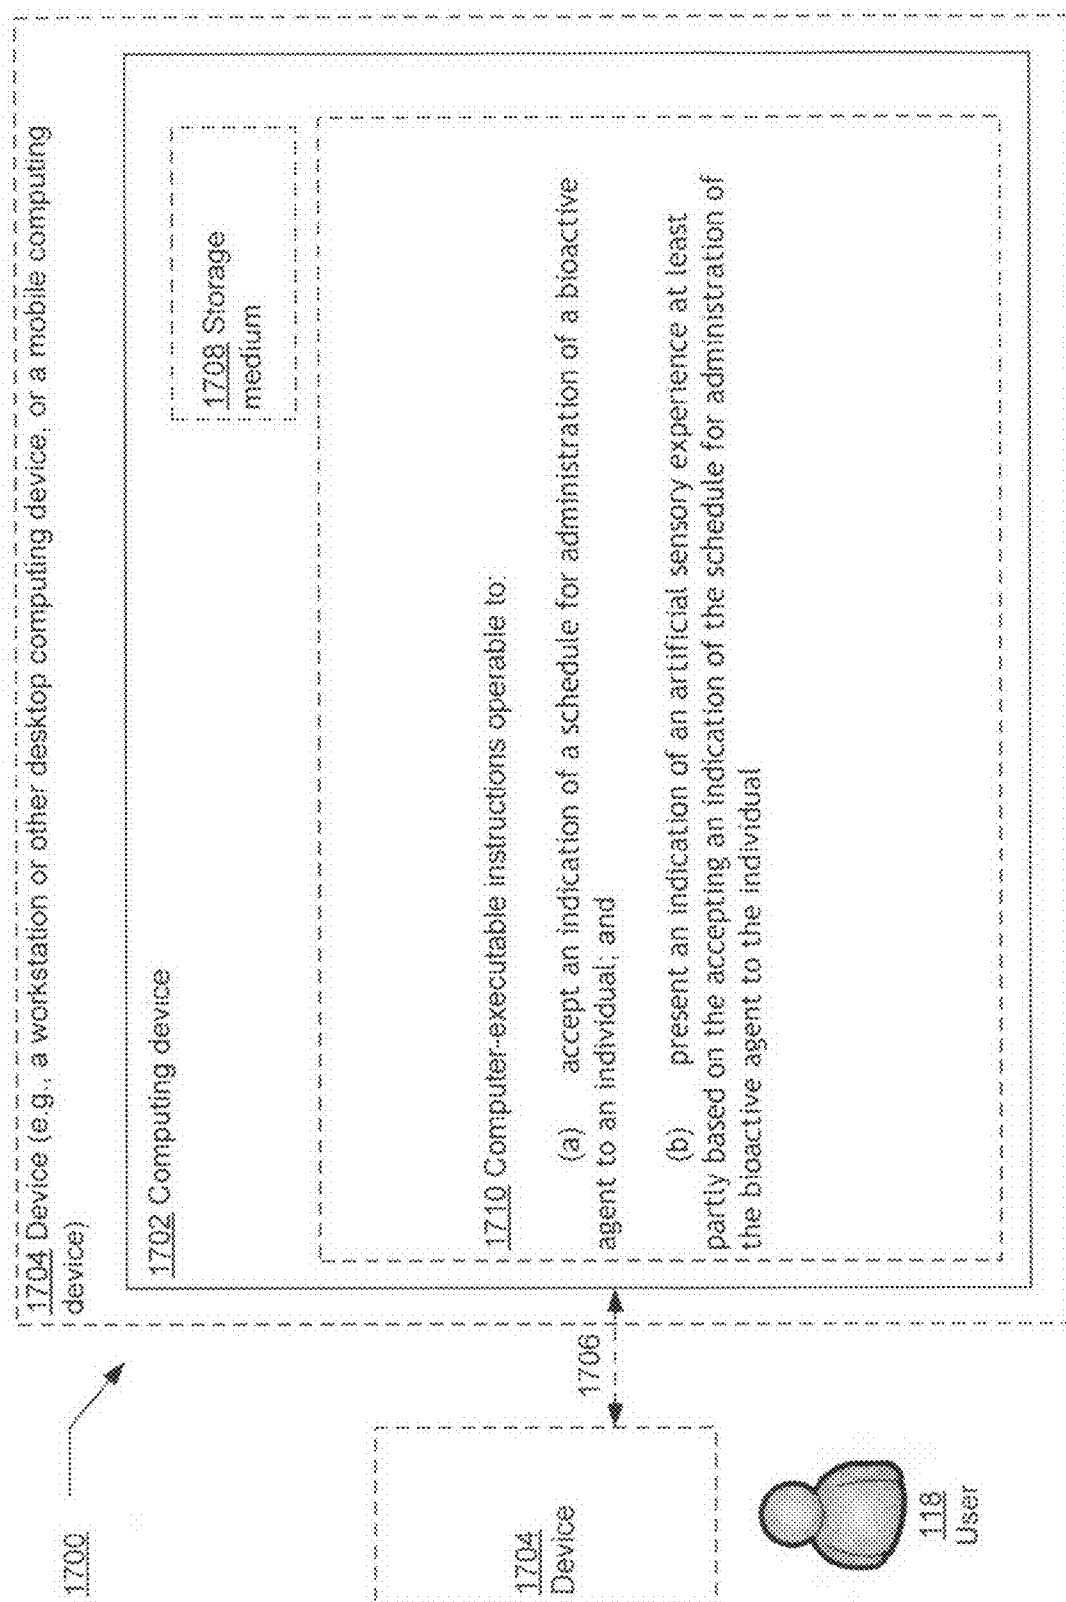 1700
1704 Device (e.g., a workstation or other desktop computing device, or a mobile computing
device)
1702 Computing device
1708 Storage
medium
1710 Computer-executable instructions operable to:
(a) accept an indication of a schedule for administration of a bioactive
agent to an individual; and
(b) present an indication of an artificial sensory experience at least
partly based on the accepting an indication of the schedule for administration of
the bioactive agent to the individual
1706
1704
Device
118
User